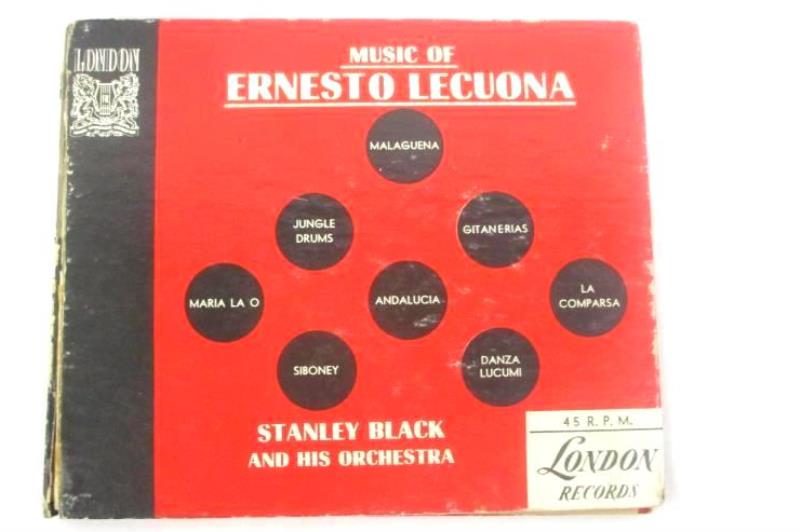 LONDON
MUSIC OF
ERNESTO LECUONA
MALAGUENA
JUNGLE
DRUMS
GITANERIAS
MARIA LA O
ANDALUCIA
LA
COMPARSA
SIBONEY
DANZA
LUCUMI
STANLEY BLACK
AND HIS ORCHESTRA
45 R. P. M.
LONDON
RECORDS